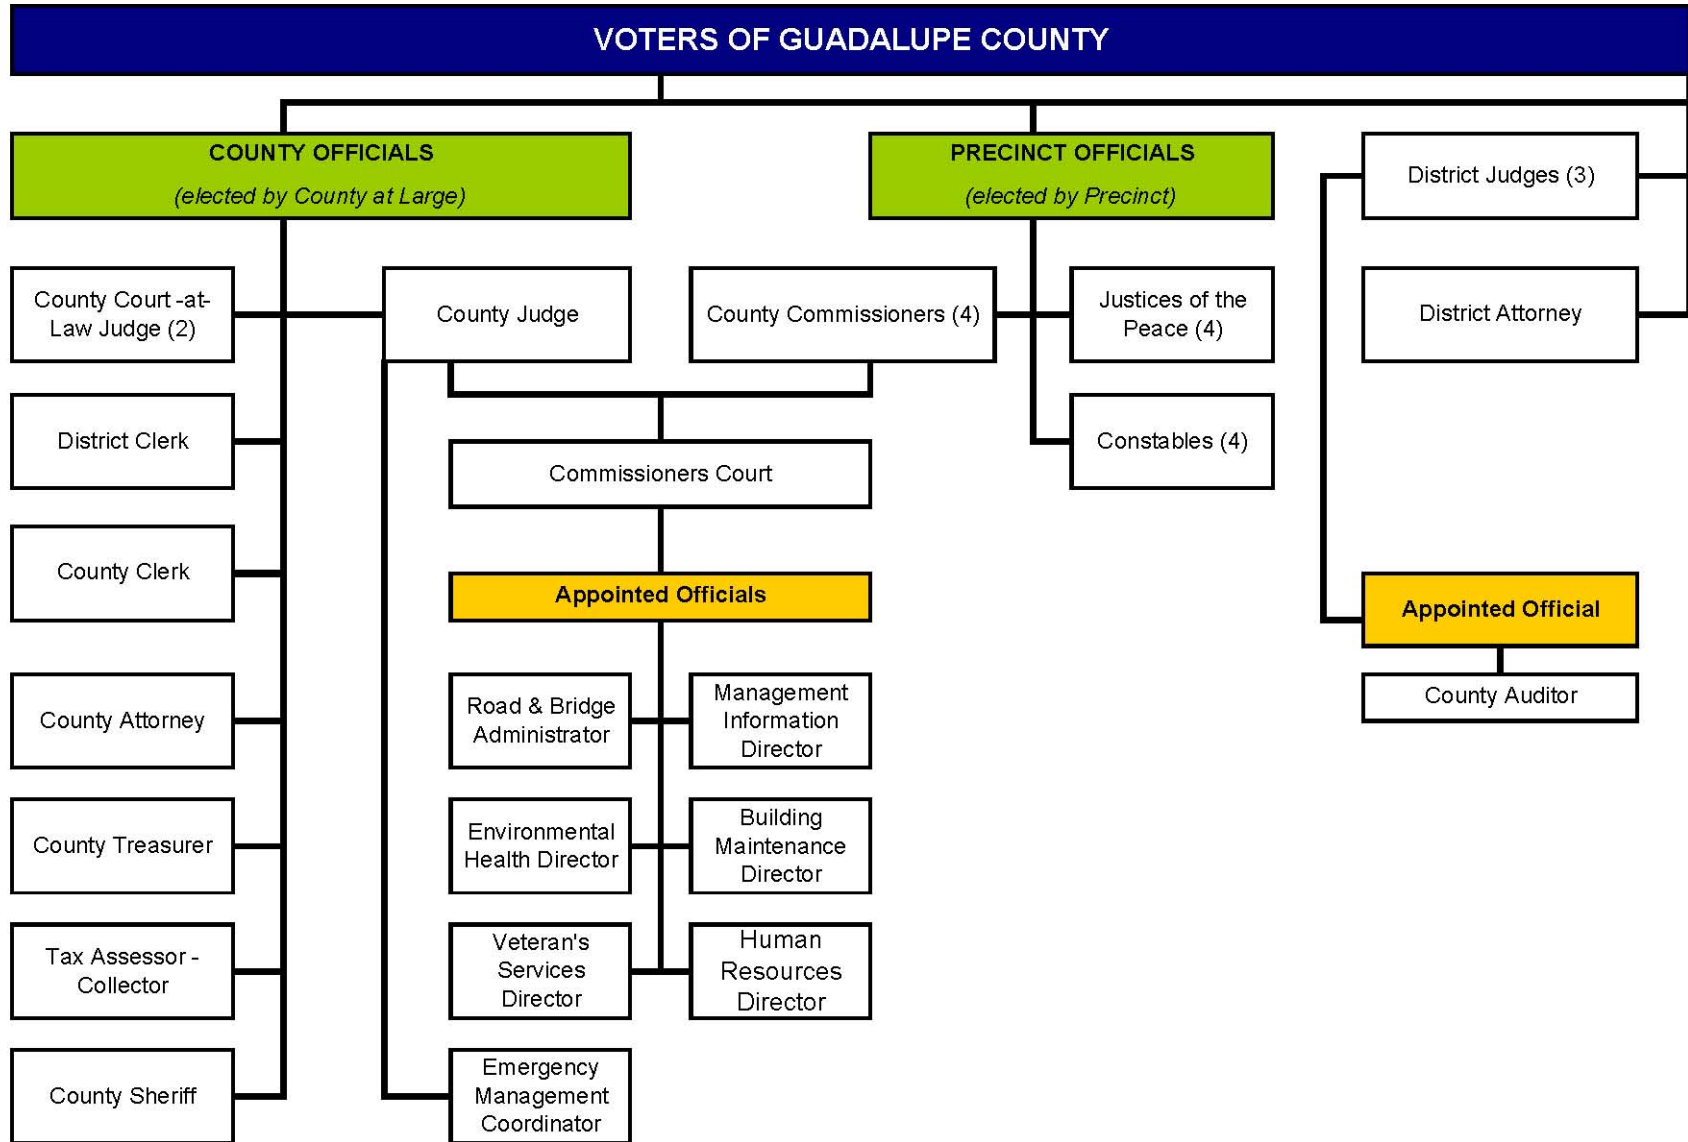 VOTERS OF GUADALUPE COUNTY
COUNTY OFFICIALS
(elected by County at Large)
PRECINCT OFFICIALS
(elected by Precinct)
District Judges (3)
County Court -at-
Law Judge (2)
County Judge
County Commissioners (4)
Justices of the
Peace (4)
District Attorney
District Clerk
Commissioners Court
Constables (4)
County Clerk
Appointed Officials
Appointed Official
County Attorney
Road & Bridge
Administrator
Management
Information
Director
County Auditor
County Treasurer
Environmental
Health Director
Building
Maintenance
Director
Tax Assessor -
Collector
Veteran's
Services
Director
Human
Resources
Director
County Sheriff
Emergency
Management
Coordinator